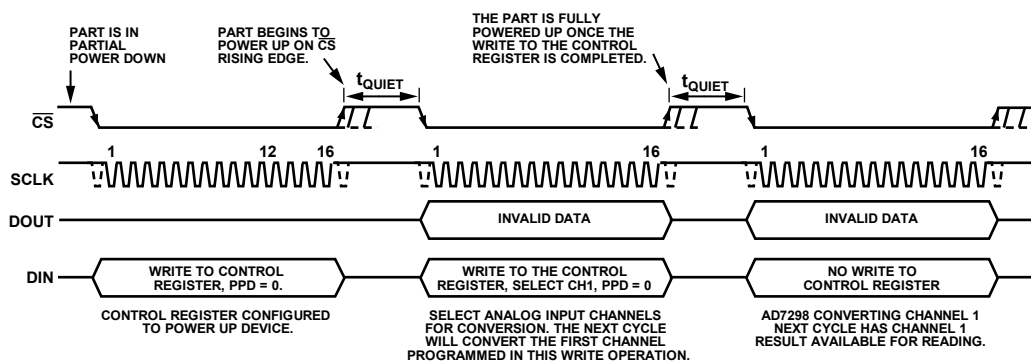 PART IS IN
PARTIAL
POWER DOWN
PART BEGINS TO
POWER UP ON CS
RISING EDGE.
THE PART IS FULLY
POWERED UP ONCE THE
WRITE TO THE CONTROL
REGISTER IS COMPLETED.
tQUIET
tQUIET
CS
1 12 16 1 16 1 16
SCLK
DOUT
INVALID DATA
INVALID DATA
DIN
WRITE TO CONTROL
REGISTER, PPD = 0.
WRITE TO THE CONTROL
REGISTER, SELECT CH1, PPD = 0
NO WRITE TO
CONTROL REGISTER
CONTROL REGISTER CONFIGURED
TO POWER UP DEVICE.
SELECT ANALOG INPUT CHANNELS
FOR CONVERSION. THE NEXT CYCLE
WILL CONVERT THE FIRST CHANNEL
PROGRAMMED IN THIS WRITE OPERATION.
AD7298 CONVERTING CHANNEL 1
NEXT CYCLE HAS CHANNEL 1
RESULT AVAILABLE FOR READING.